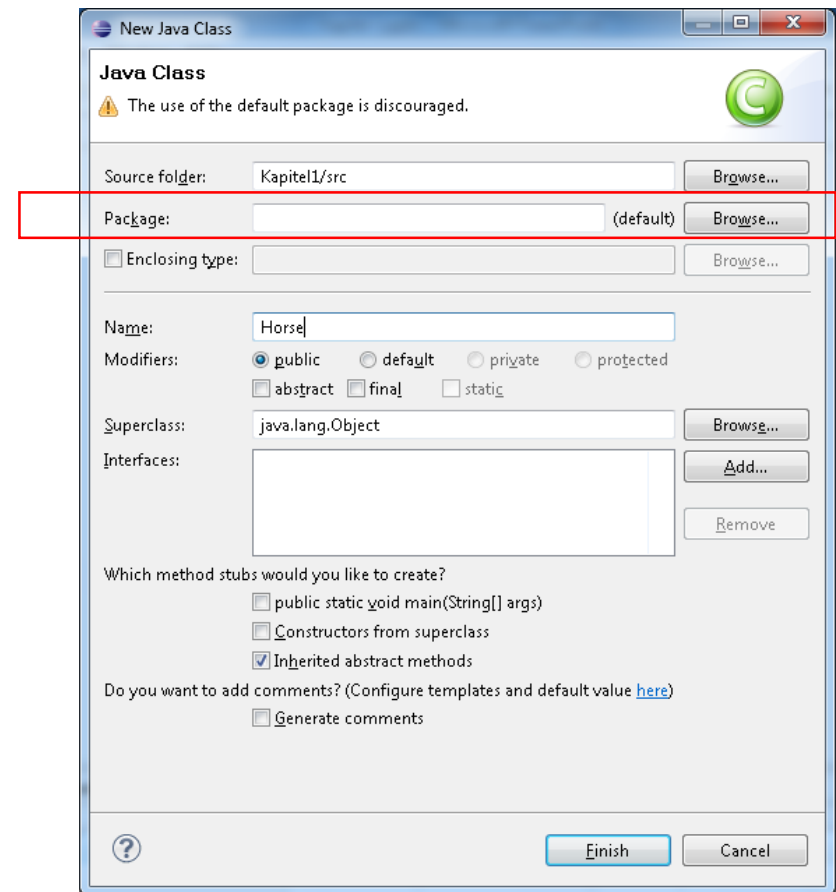 New Java Class
Java Class
The use of the default package is discouraged.
Source folder: Kapitel1/src Browse...
Package: (default) Browse...
Enclosing type: Browse...
Name: Horse
Modifiers: public default private protected
abstract final static
Superclass: java.lang.Object Browse...
Interfaces: Add...
Remove
Which method stubs would you like to create?
public static void main(String[] args)
Constructors from superclass
Inherited abstract methods
Do you want to add comments? (Configure templates and default value here)
Generate comments
Finish Cancel